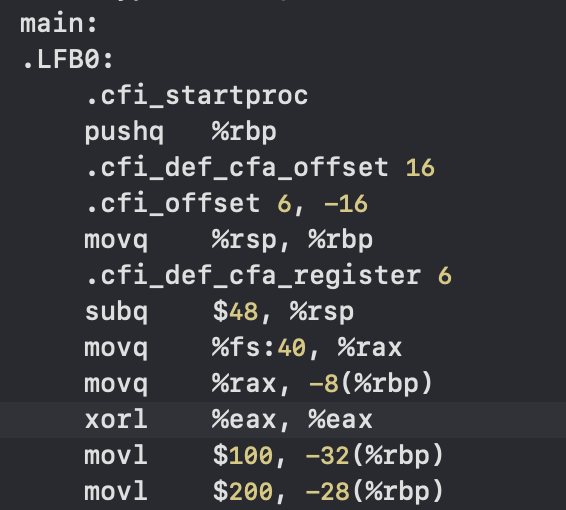 main:
.LFB0:
    .cfi_startproc
    pushq   %rbp
    .cfi_def_cfa_offset 16
    .cfi_offset 6, -16
    movq    %rsp, %rbp
    .cfi_def_cfa_register 6
    subq    $48, %rsp
    movq    %fs:40, %rax
    movq    %rax, -8(%rbp)
    xorl    %eax, %eax
    movl    $100, -32(%rbp)
    movl    $200, -28(%rbp)